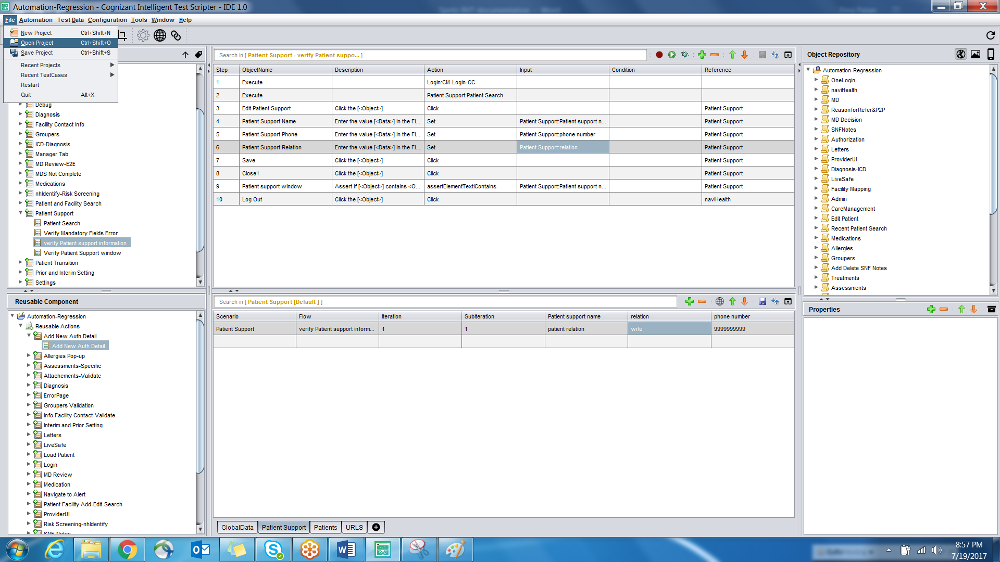 Automation-Regression - Cognizant Intelligent Test Scripter - IDE 1.0
File Automation Test Data Configuration Tools Window Help
New Project Ctrl+Shift+N
Open Project Ctrl+Shift+O
Save Project Ctrl+Shift+S
Recent Projects
Recent TestCases
Restart
Quit Alt+X
Debug
Diagnosis
Facility Contact Info
Groupers
ICD-Diagnosis
Manager Tab
MD Review-E2E
MDS Not Complete
Medications
nhIdentify-Risk Screening
Patient and Facility Search
Patient Support
Patient Search
Verify Mandatory Fields Error
verify Patient support information
Verify Patient Support window
Patient Transition
Prior and Interim Setting
Settings
Search in [ Patient Support - verify Patient suppo... ]
Step ObjectName Description Action Input Condition Reference
1 Execute Login:CM-Login-CC
2 Execute Patient Support:Patient Search
3 Edit Patient Support Click the [<Object>] Click Patient Support
4 Patient Support Name Enter the value [<Data>] in the Fi... Set Patient Support:Patient support n... Patient Support
5 Patient Support Phone Enter the value [<Data>] in the Fi... Set Patient Support:phone number Patient Support
6 Patient Support Relation Enter the value [<Data>] in the Fi... Set Patient Support:relation Patient Support
7 Save Click the [<Object>] Click Patient Support
8 Close1 Click the [<Object>] Click Patient Support
9 Patient support window Assert if [<Object>] contains <O... assertElementTextIContains Patient Support:Patient support n... Patient Support
10 Log Out Click the [<Object>] Click naviHealth
Object Repository
Automation-Regression
OneLogin
naviHealth
MD
ReasonforRefer&P2P
MD Decision
SNFNotes
Authorization
Letters
ProviderUI
Diagnosis-ICD
LiveSafe
Facility Mapping
Admin
CareManagement
Edit Patient
Recent Patient Search
Medications
Allergies
Groupers
Add Delete SNF Notes
Treatments
Assessments
Reusable Component
Automation-Regression
Reusable Actions
Add New Auth Detail
Add New Auth Detail
Allergies Pop-up
Assessments-Specific
Attachements-Validate
Diagnosis
ErrorPage
Groupers Validation
Info Facility Contact-Validate
Interim and Prior Setting
Letters
LiveSafe
Load Patient
Login
MD Review
Medication
Navigate to Alert
Patient Facility Add-Edit-Search
ProviderUI
Risk Screening-nhIdentify
SNF-Notes
Search in [ Patient Support [Default ] ]
Scenario Flow Iteration SubIteration Patient support name relation phone number
Patient Support verify Patient support inform... 1 1 patient relation wife 9999999999
GlobalData Patient Support Patients URLS
Properties
8:57 PM
7/19/2017